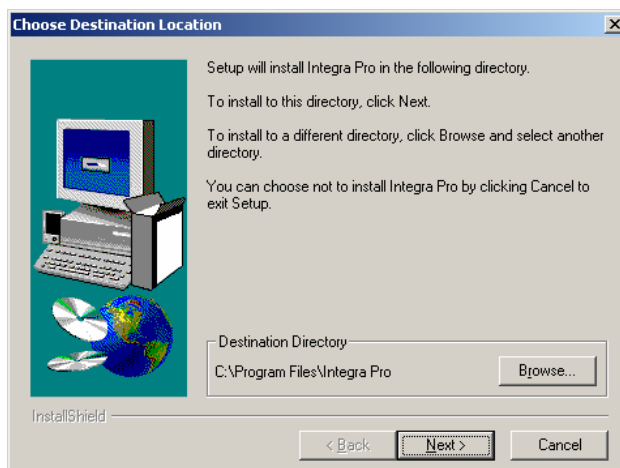 Choose Destination Location
Setup will install Integra Pro in the following directory.
To install to this directory, click Next.
To install to a different directory, click Browse and select another
directory.
You can choose not to install Integra Pro by clicking Cancel to
exit Setup.
Destination Directory
C:\Program Files\Integra Pro
Browse...
InstallShield
< Back
Next >
Cancel